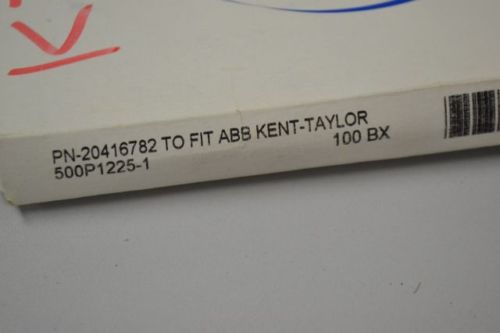 PN-20416782 TO FIT ABB KENT-TAYLOR
500P1225-1 100 BX